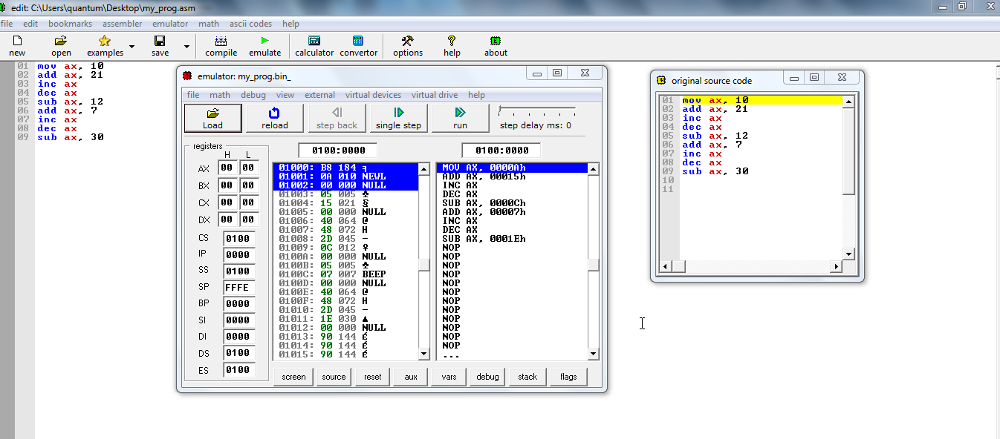 edit: C:\Users\quantum\Desktop\my_prog.asm
file edit bookmarks assembler emulator math ascii codes help
new open examples save compile emulate calculator convertor options help about
01 mov ax, 10
02 add ax, 21
03 inc ax
04 dec ax
05 sub ax, 12
06 add ax, 7
07 inc ax
08 dec ax
09 sub ax, 30
emulator: my_prog.bin_
file math debug view external virtual devices virtual drive help
Load reload step back single step run step delay ms: 0
registers
H L
AX 00 00
BX 00 00
CX 00 00
DX 00 00
CS 0100
IP 0000
SS 0100
SP FFFE
BP 0000
SI 0000
DI 0000
DS 0100
ES 0100
0100:0000
01000: B8 184 ╕
01001: 0A 010 NEWL
01002: 00 000 NULL
01003: 05 005 ♣
01004: 15 021 §
01005: 00 000 NULL
01006: 40 064 @
01007: 48 072 H
01008: 2D 045 -
01009: 0C 012 ♀
0100A: 00 000 NULL
0100B: 05 005 ♣
0100C: 07 007 BEEP
0100D: 00 000 NULL
0100E: 40 064 @
0100F: 48 072 H
01010: 2D 045 -
01011: 1E 030 ▲
01012: 00 000 NULL
01013: 90 144 É
01014: 90 144 É
01015: 90 144 É
0100:0000
MOV AX, 0000Ah
ADD AX, 00015h
INC AX
DEC AX
SUB AX, 0000Ch
ADD AX, 00007h
INC AX
DEC AX
SUB AX, 0001Eh
NOP
NOP
NOP
NOP
NOP
NOP
NOP
NOP
NOP
NOP
NOP
NOP
...
screen source reset aux vars debug stack flags
original source code
01 mov ax, 10
02 add ax, 21
03 inc ax
04 dec ax
05 sub ax, 12
06 add ax, 7
07 inc ax
08 dec ax
09 sub ax, 30
10
11